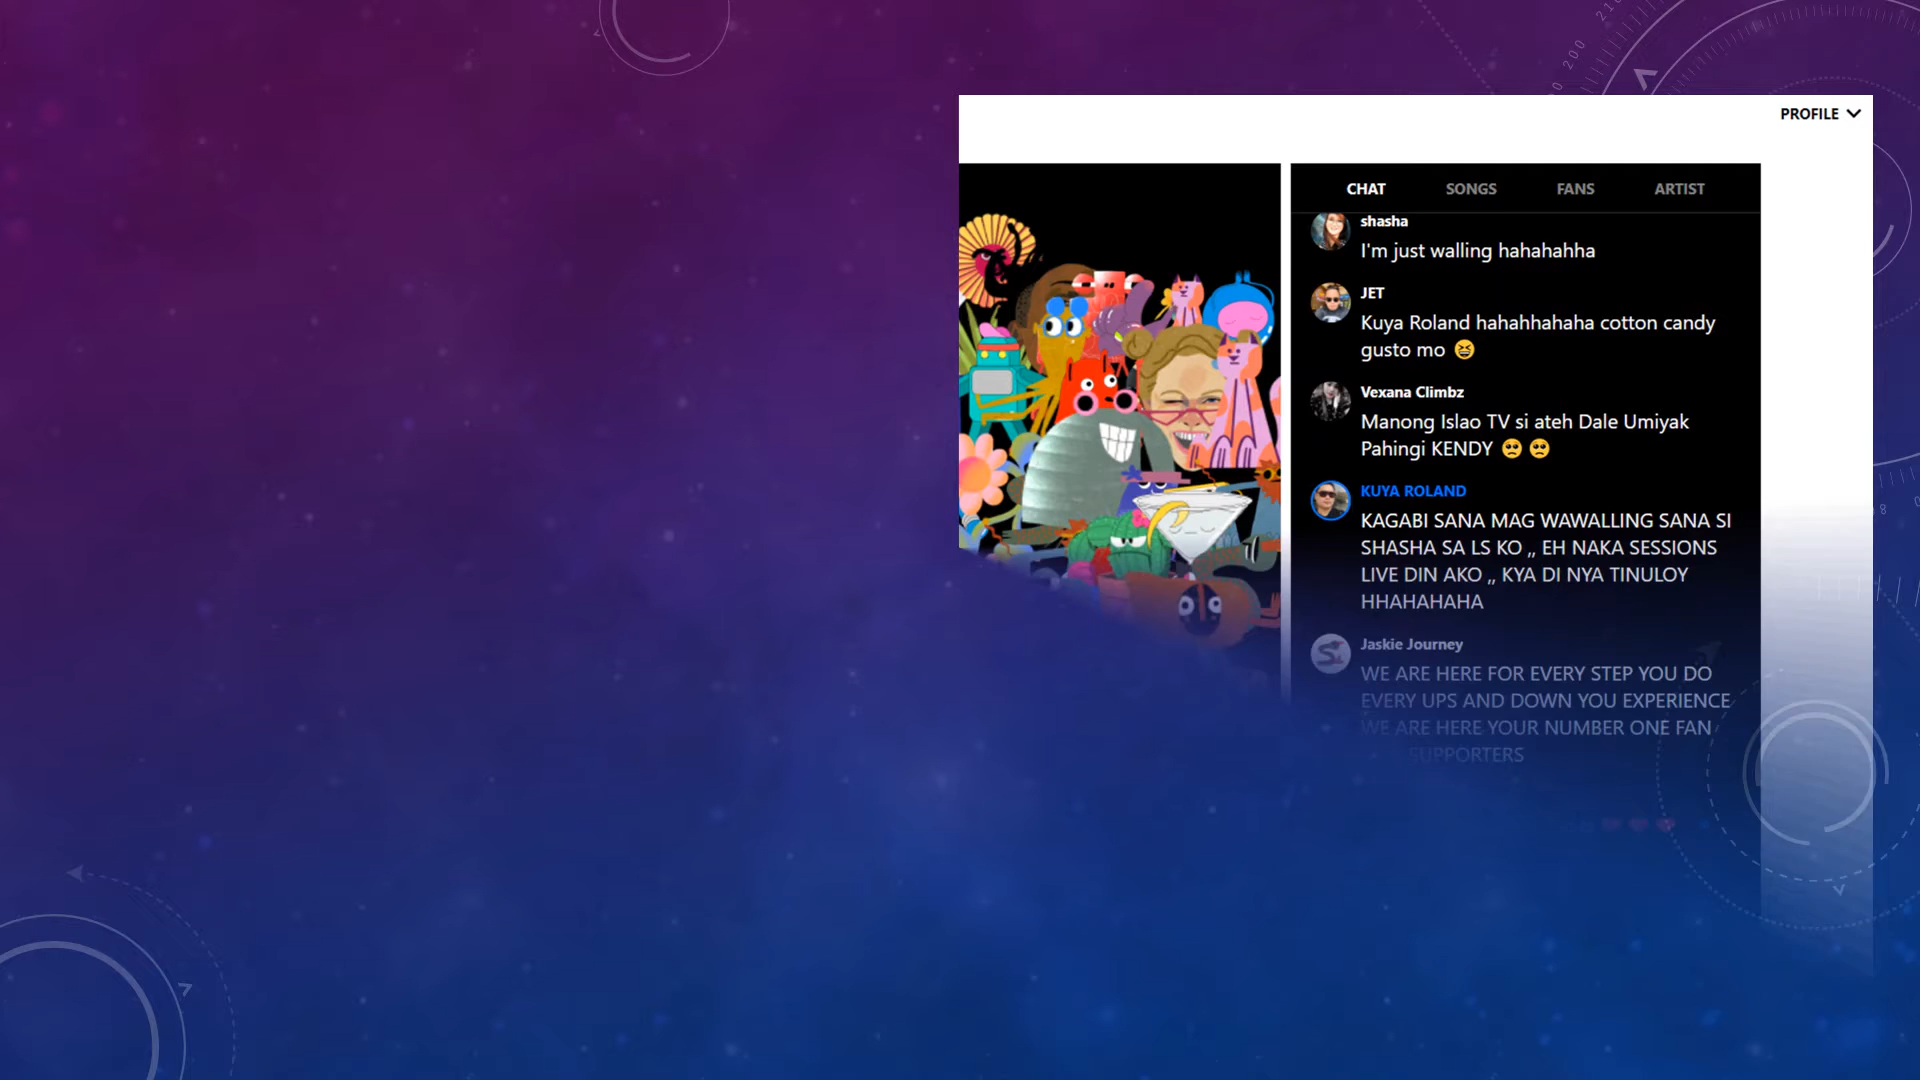 210
200
PROFILE
CHAT SONGS FANS ARTIST
shasha
I'm just walling hahahahha
JET
Kuya Roland hahahhahaha cotton candy
gusto mo 😆
Vexana Climbz
Manong Islao TV si ateh Dale Umiyak
Pahingi KENDY 🥺 🥺
KUYA ROLAND
KAGABI SANA MAG WAWALLING SANA SI
SHASHA SA LS KO ,, EH NAKA SESSIONS
LIVE DIN AKO ,, KYA DI NYA TINULOY
HHAHAHAHA
Jaskie Journey
WE ARE HERE FOR EVERY STEP YOU DO
EVERY UPS AND DOWN YOU EXPERIENCE
WE ARE HERE YOUR NUMBER ONE FAN
SUPPORTERS